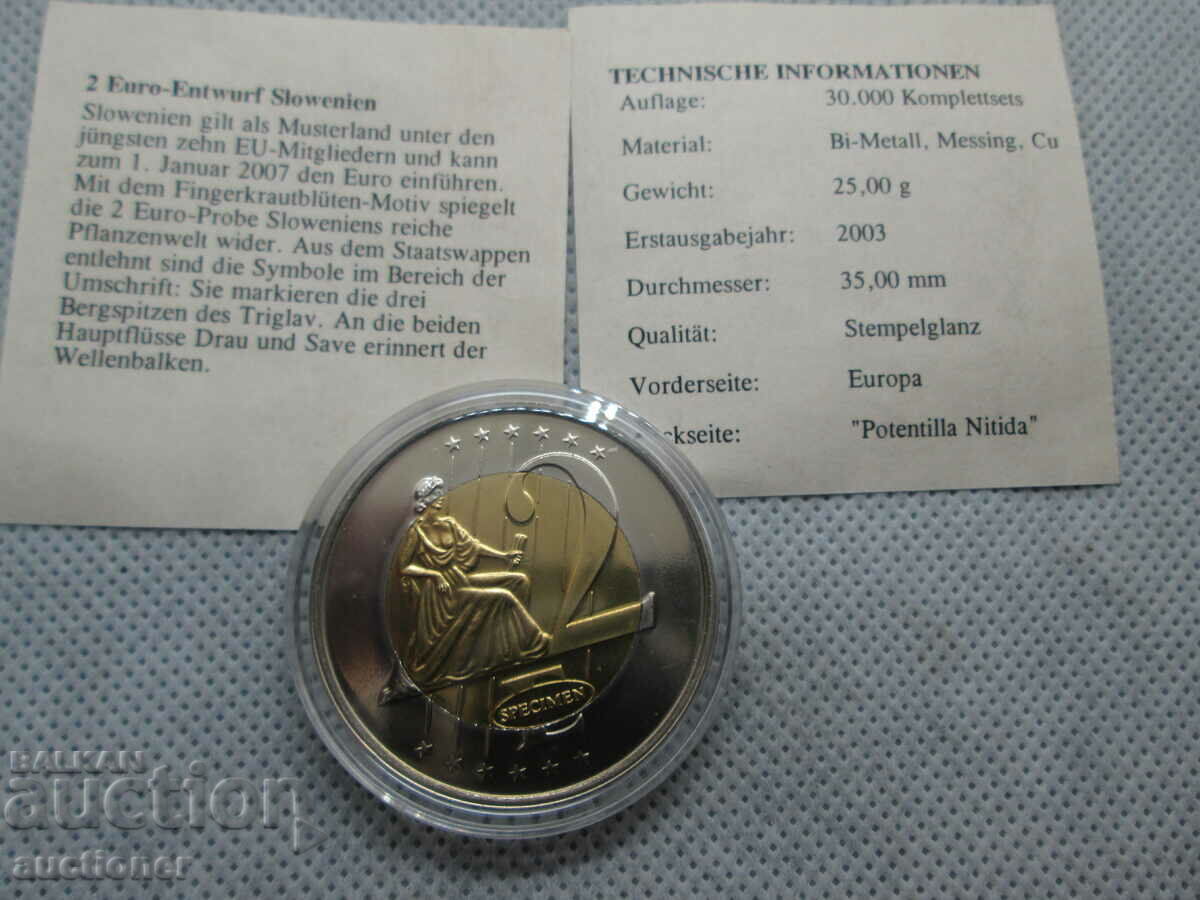 2 Euro-Entwurf Slowenien
Slowenien gilt als Musterland unter den
jüngsten zehn EU-Mitgliedern und kann
zum 1. Januar 2007 den Euro einführen.
Mit dem Fingerkrautblüten-Motiv spiegelt
die 2 Euro-Probe Sloweniens reiche
Pflanzenwelt wider. Aus dem Staatswappen
entlehnt sind die Symbole im Bereich der
Umschrift: Sie markieren die drei
Bergspitzen des Triglav. An die beiden
Hauptflüsse Drau und Save erinnert der
Wellenbalken.
TECHNISCHE INFORMATIONEN
Auflage: 30.000 Komplettsets
Material: Bi-Metall, Messing, Cu
Gewicht: 25,00 g
Erstausgabejahr: 2003
Durchmesser: 35,00 mm
Qualität: Stempelglanz
Vorderseite: Europa
ckseite: "Potentilla Nitida"
2
SPECIMEN
BALKAN
auction
auctioner